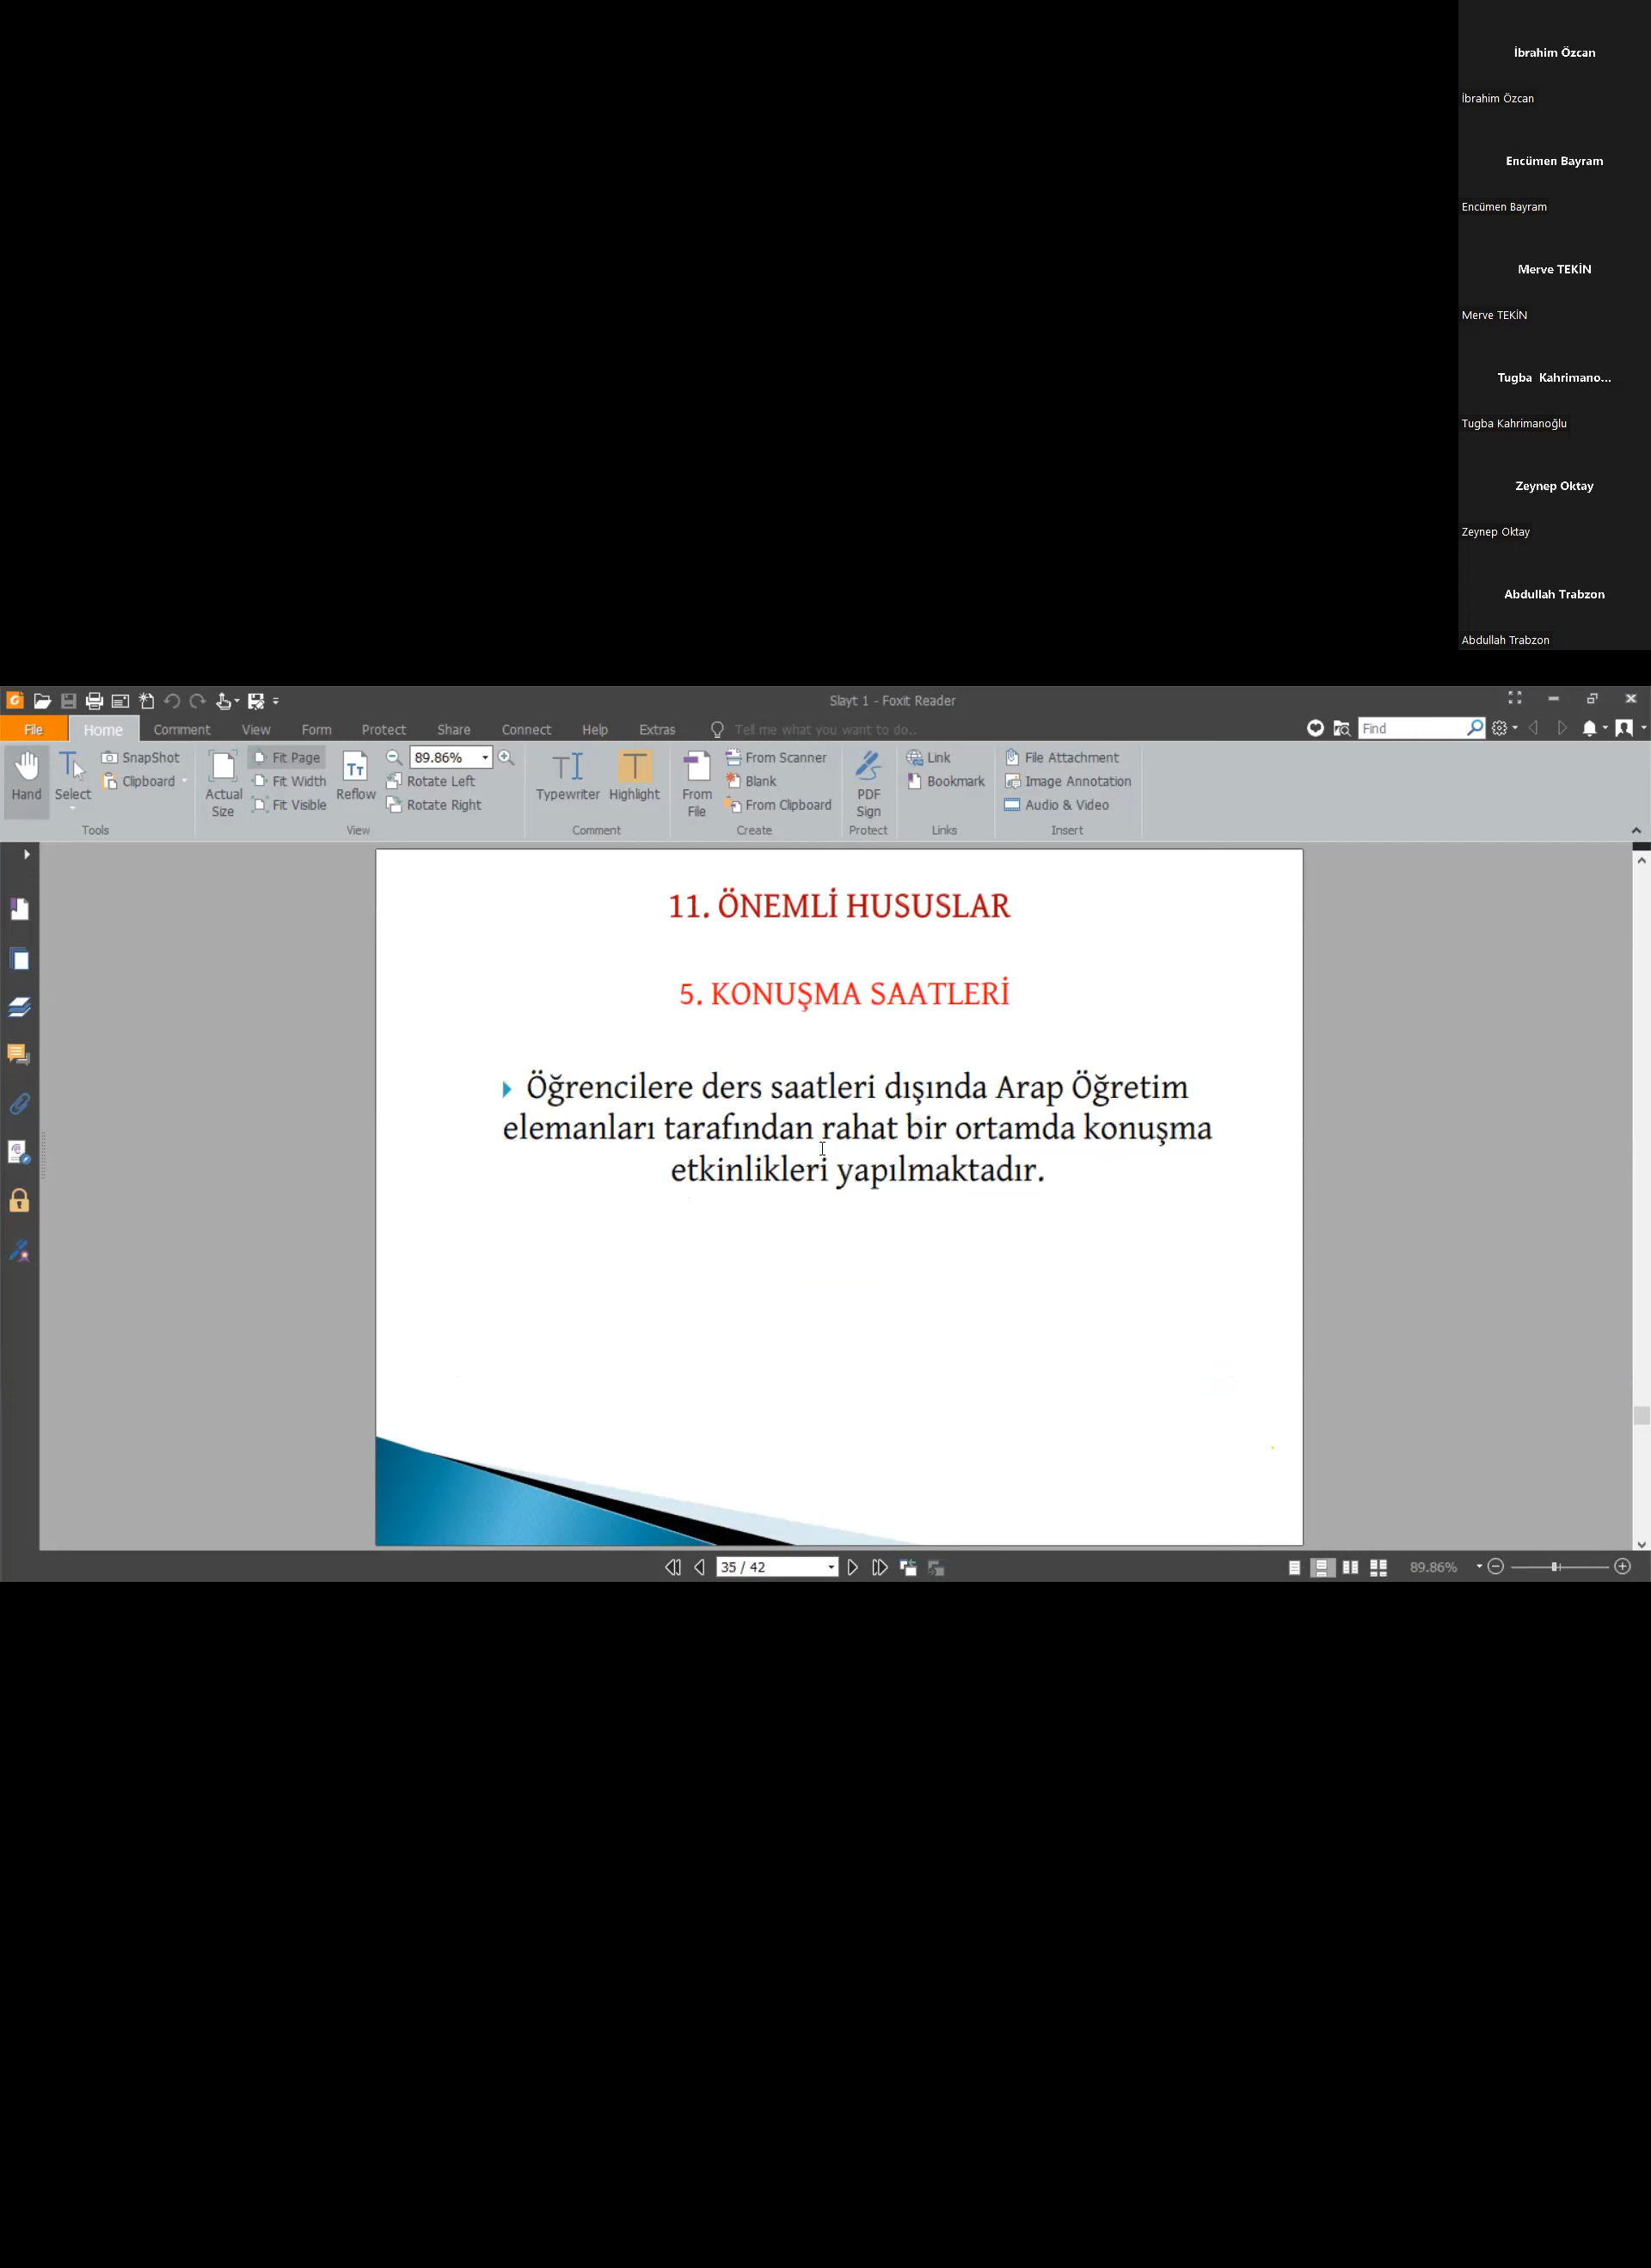 İbrahim Özcan
İbrahim Özcan
Encümen Bayram
Encümen Bayram
Merve TEKİN
Merve TEKİN
Tugba Kahrimano...
Tugba Kahrimanoğlu
Zeynep Oktay
Zeynep Oktay
Abdullah Trabzon
Abdullah Trabzon
Slayt 1 - Foxit Reader
File Home Comment View Form Protect Share Connect Help Extras Tell me what you want to do.. Find
Hand
Select
SnapShot
Clipboard
Tools
Actual
Size
Fit Page
Fit Width
Fit Visible
Reflow
89.86%
Rotate Left
Rotate Right
View
Typewriter
Highlight
Comment
From
File
From Scanner
Blank
From Clipboard
Create
PDF
Sign
Protect
Link
Bookmark
Links
File Attachment
Image Annotation
Audio & Video
Insert
11. ÖNEMLİ HUSUSLAR
5. KONUŞMA SAATLERİ
Öğrencilere ders saatleri dışında Arap Öğretim
elemanları tarafından rahat bir ortamda konuşma
etkinlikleri yapılmaktadır.
35 / 42
89.86%